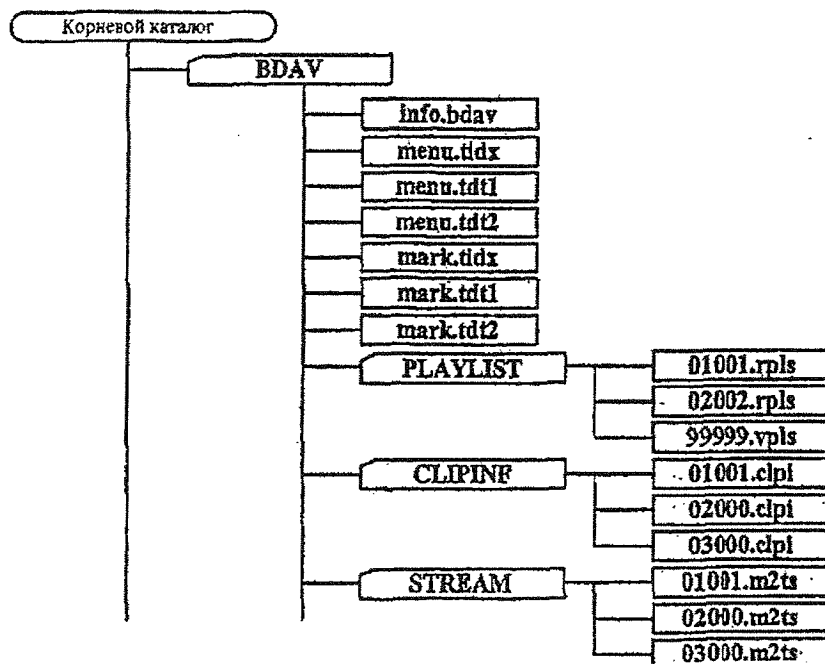 Корневой каталог
BDAV
info.bdav
menu.tidx
menu.tdt1
menu.tdt2
mark.tidx
mark.tdt1
mark.tdt2
PLAYLIST
01001.rpls
02002.rpls
99999.vpls
CLIPINF
01001.clpi
02000.clpi
03000.clpi
STREAM
01001.m2ts
02000.m2ts
03000.m2ts